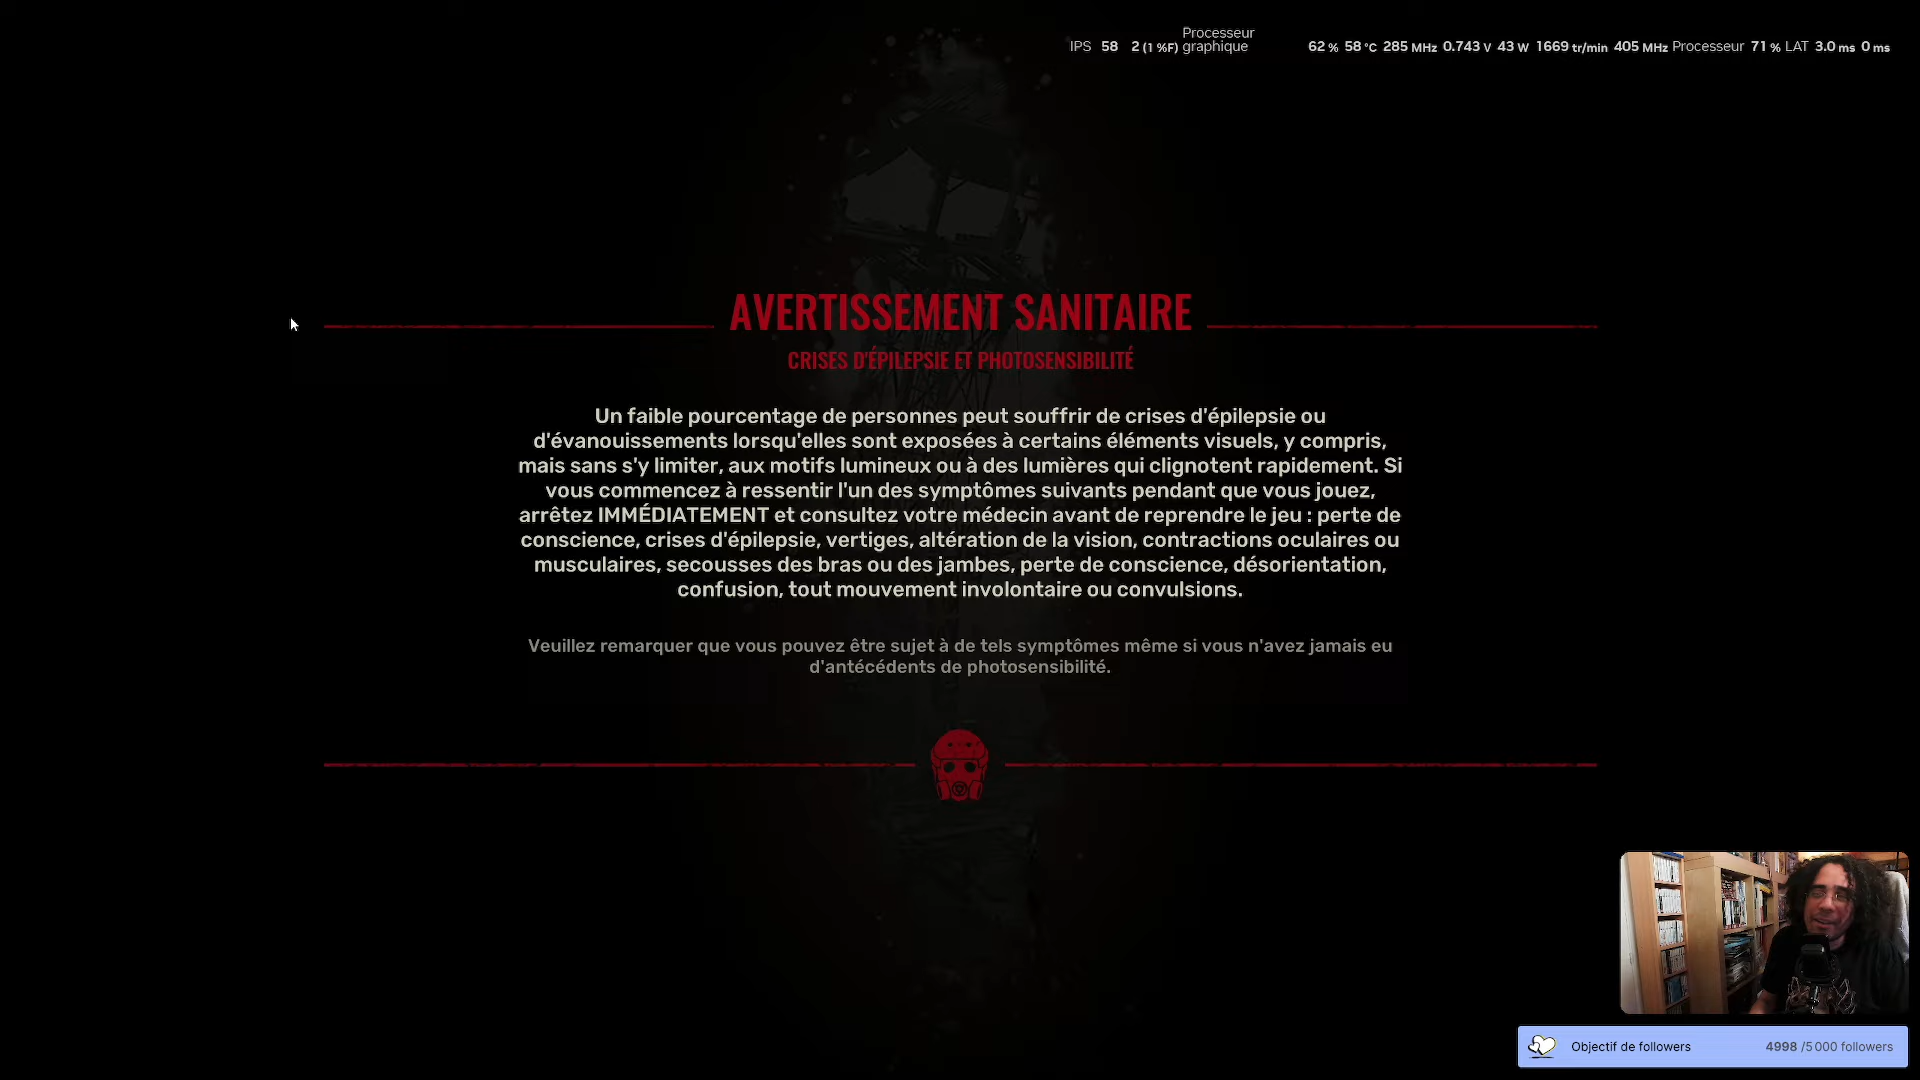 IPS 58 2 (1 %F) Processeur graphique 62 % 58 °C 285 MHz 0.743 V 43 W 1669 tr/min 405 MHz Processeur 71 % LAT 3.0 ms 0 ms
AVERTISSEMENT SANITAIRE
CRISES D'ÉPILEPSIE ET PHOTOSENSIBILITÉ
Un faible pourcentage de personnes peut souffrir de crises d'épilepsie ou
d'évanouissements lorsqu'elles sont exposées à certains éléments visuels, y compris,
mais sans s'y limiter, aux motifs lumineux ou à des lumières qui clignotent rapidement. Si
vous commencez à ressentir l'un des symptômes suivants pendant que vous jouez,
arrêtez IMMÉDIATEMENT et consultez votre médecin avant de reprendre le jeu : perte de
conscience, crises d'épilepsie, vertiges, altération de la vision, contractions oculaires ou
musculaires, secousses des bras ou des jambes, perte de conscience, désorientation,
confusion, tout mouvement involontaire ou convulsions.
Veuillez remarquer que vous pouvez être sujet à de tels symptômes même si vous n'avez jamais eu
d'antécédents de photosensibilité.
Objectif de followers 4998 /5 000 followers